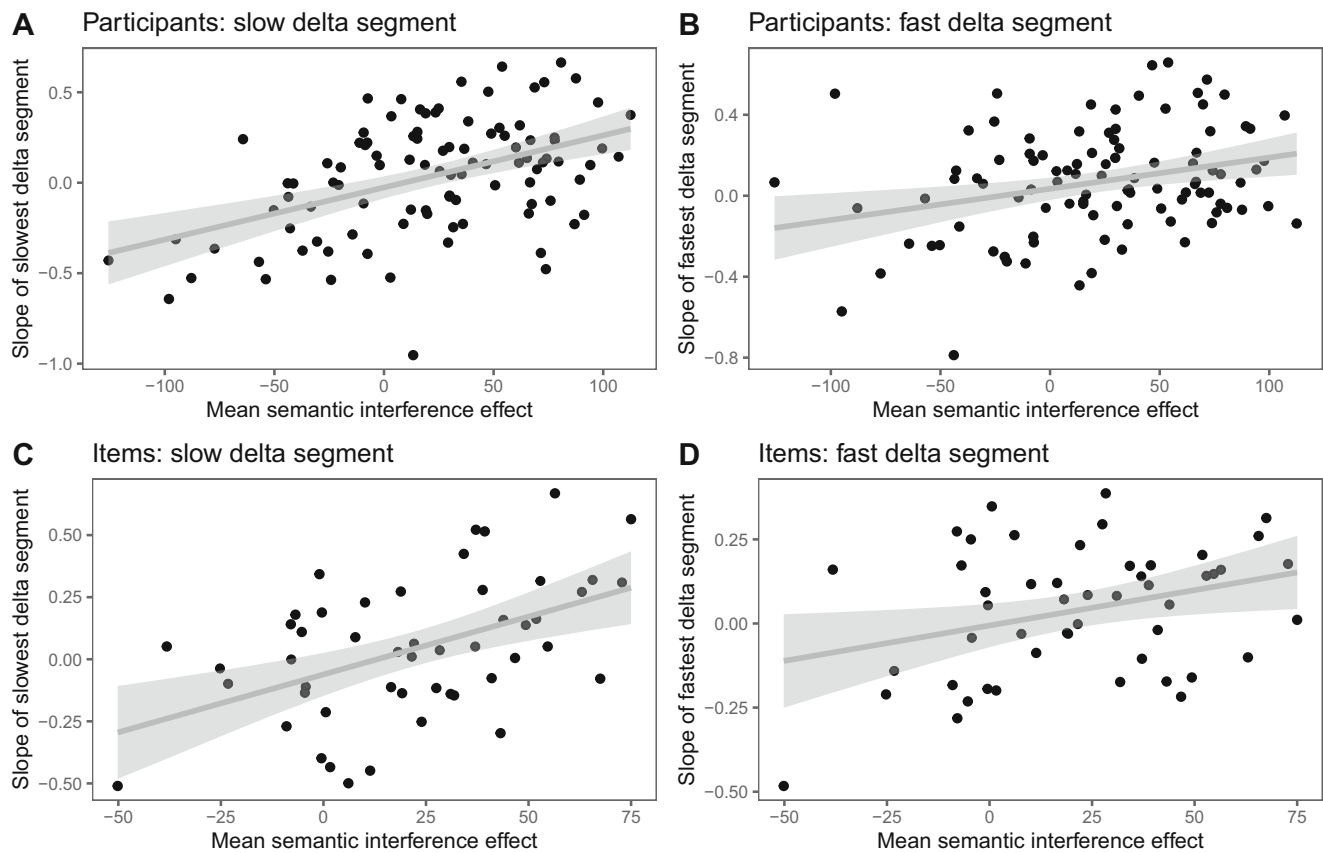 A Participants: slow delta segment
Slope of slowest delta segment
0.5
0.0
−0.5
−1.0
−100 −50 0 50 100
Mean semantic interference effect
B Participants: fast delta segment
Slope of fastest delta segment
0.4
0.0
−0.4
−0.8
−100 −50 0 50 100
Mean semantic interference effect
C Items: slow delta segment
Slope of slowest delta segment
0.50
0.25
0.00
−0.25
−0.50
−50 −25 0 25 50 75
Mean semantic interference effect
D Items: fast delta segment
Slope of fastest delta segment
0.25
0.00
−0.25
−0.50
−50 −25 0 25 50 75
Mean semantic interference effect